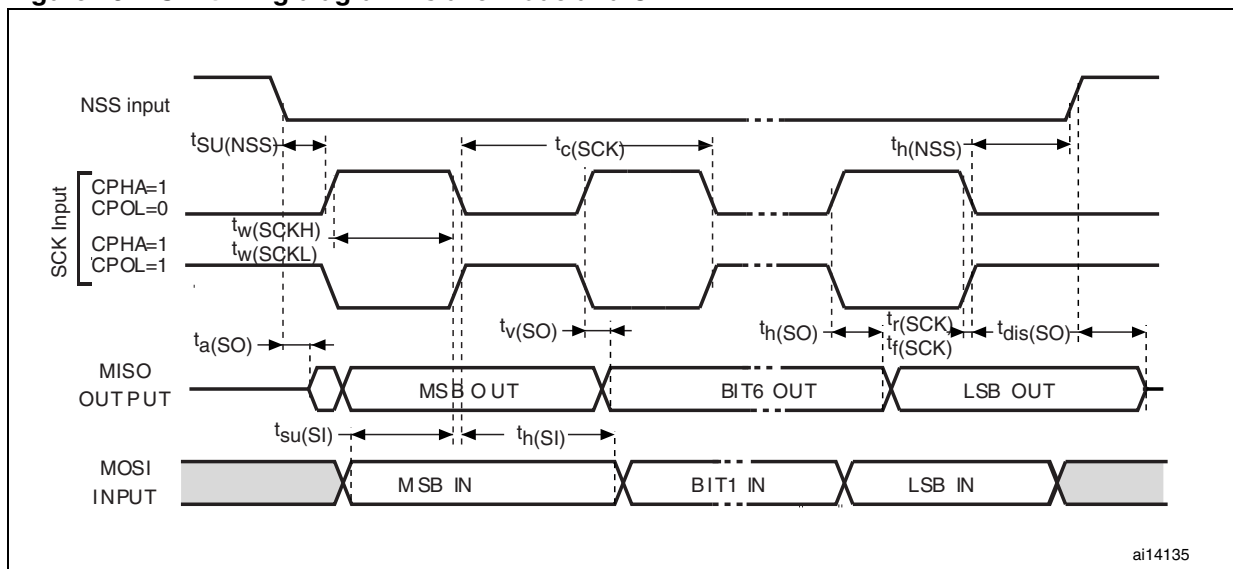 NSS input
tSU(NSS)
tc(SCK)
th(NSS)
SCK Input
CPHA=1
CPOL=0
tw(SCKH)
CPHA=1
tw(SCKL)
CPOL=1
ta(SO)
tv(SO)
th(SO)
tr(SCK)
tf(SCK)
tdis(SO)
MISO
OUTPUT
MSB OUT
BIT6 OUT
LSB OUT
tsu(SI)
th(SI)
MOSI
INPUT
MSB IN
BIT1 IN
LSB IN
ai14135